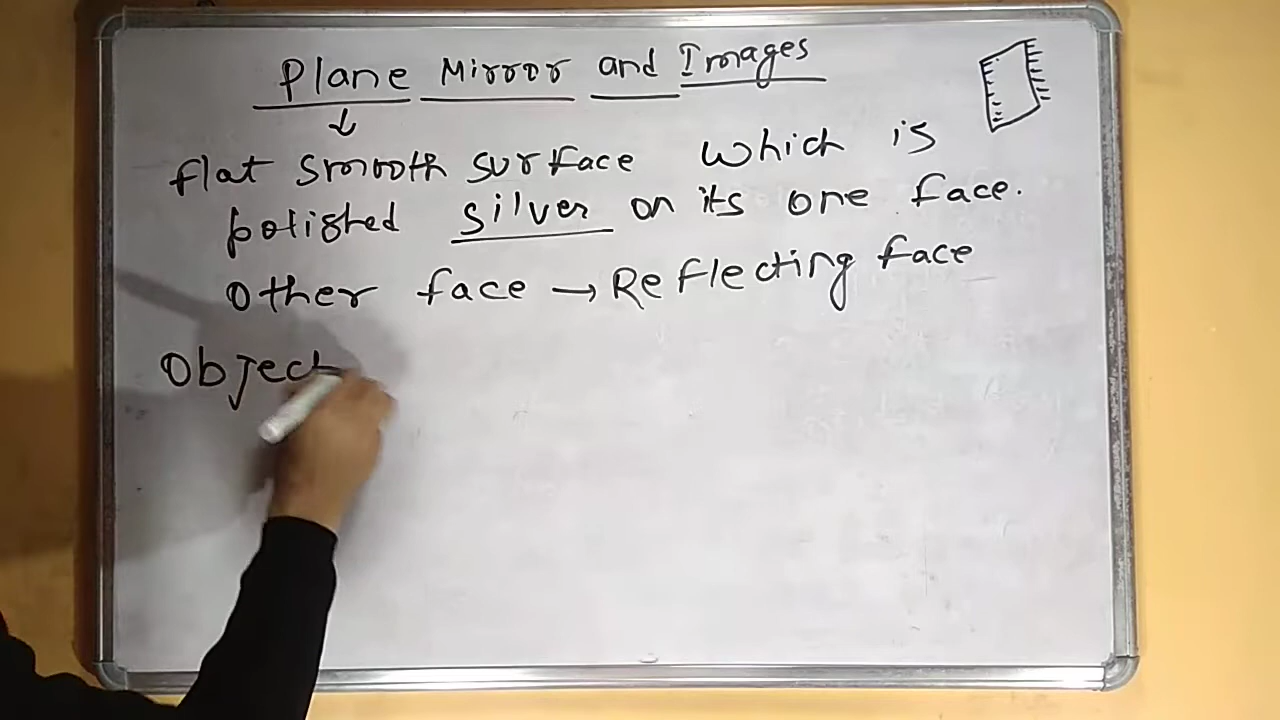 Plane Mirror and Images
flat smooth surface which is
polished silver on its one face.
Other face → Reflecting face
Object